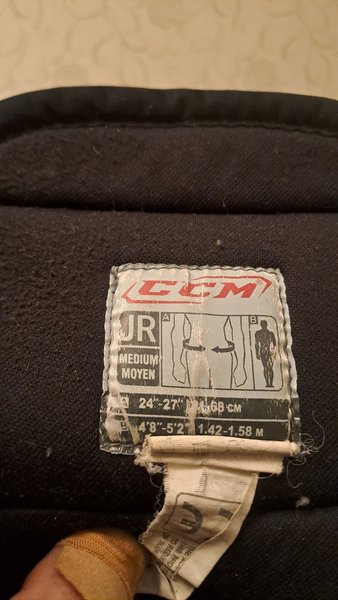 CCM
JR
A
B
MEDIUM
MOYEN
24"-27" 68 CM
4'8"-5'2" 1.42-1.58 M